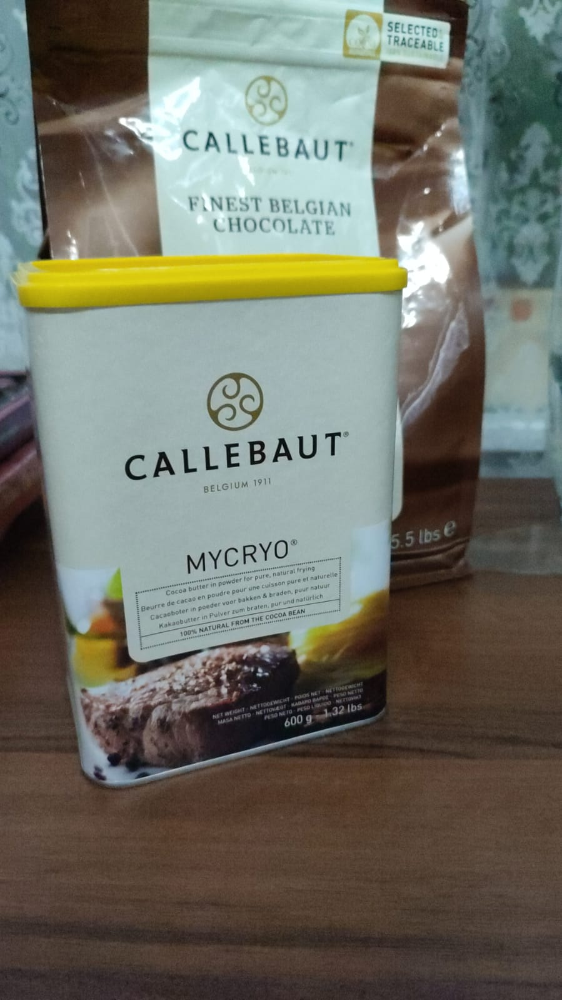 SELECTED
TRACEABLE
CALLEBAUT®
FINEST BELGIAN
CHOCOLATE
5.5 lbs e
CALLEBAUT®
BELGIUM 1911
MYCRYO®
Cocoa butter in powder for pure, natural frying
Beurre de cacao en poudre pour une cuisson pure et naturelle
Cacaoboter in poeder voor bakken & braden, puur natuur
Kakaobutter in Pulver zum braten, pur und natürlich
100% NATURAL FROM THE COCOA BEAN
NET WEIGHT · NETTOGEWICHT · POIDS NET · NETTOGEWICHT
MASA NETTO · NETTOVÆGT · ΚΑΘΑΡΟ ΒΑΡΟΣ · PESO NETTO
PESO NETO · PESO LÍQUIDO · NETTOVIKT
600 g 1.32 lbs